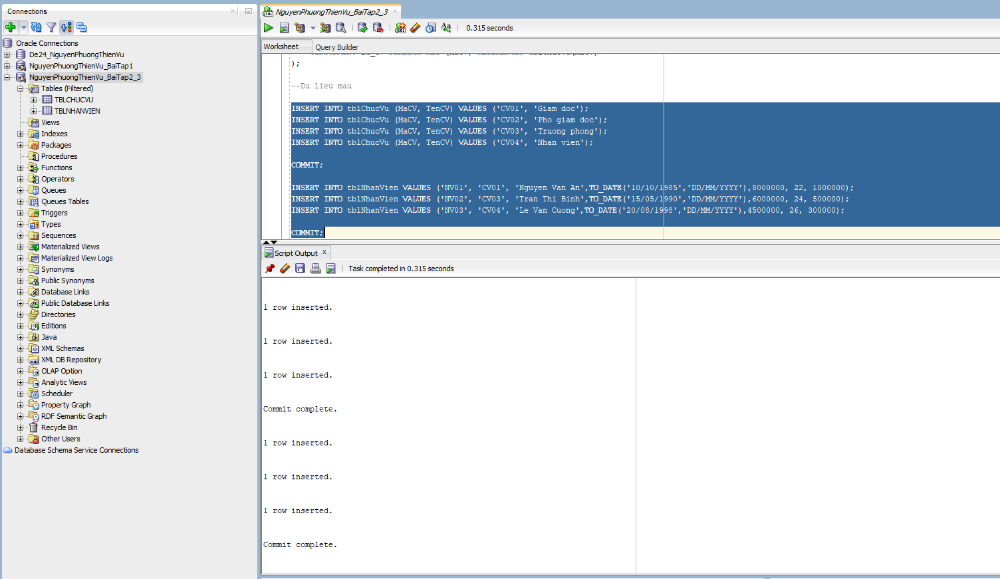 Connections
Oracle Connections
De24_NguyenPhuongThienVu
NguyenPhuongThienVu_BaiTap1
NguyenPhuongThienVu_BaiTap2_3
Tables (Filtered)
TBLCHUCVU
TBLNHANVIEN
Views
Indexes
Packages
Procedures
Functions
Operators
Queues
Queues Tables
Triggers
Types
Sequences
Materialized Views
Materialized View Logs
Synonyms
Public Synonyms
Database Links
Public Database Links
Directories
Editions
Java
XML Schemas
XML DB Repository
OLAP Option
Analytic Views
Scheduler
Property Graph
RDF Semantic Graph
Recycle Bin
Other Users
Database Schema Service Connections
NguyenPhuongThienVu_BaiTap2_3
0.315 seconds
Worksheet
Query Builder
);
--Du lieu mau
INSERT INTO tblChucVu (MaCV, TenCV) VALUES ('CV01', 'Giam doc');
INSERT INTO tblChucVu (MaCV, TenCV) VALUES ('CV02', 'Pho giam doc');
INSERT INTO tblChucVu (MaCV, TenCV) VALUES ('CV03', 'Truong phong');
INSERT INTO tblChucVu (MaCV, TenCV) VALUES ('CV04', 'Nhan vien');
COMMIT;
INSERT INTO tblNhanVien VALUES ('NV01', 'CV01', 'Nguyen Van An',TO_DATE('10/10/1985','DD/MM/YYYY'),8000000, 22, 1000000);
INSERT INTO tblNhanVien VALUES ('NV02', 'CV03', 'Tran Thi Binh',TO_DATE('15/05/1990','DD/MM/YYYY'),6000000, 24, 500000);
INSERT INTO tblNhanVien VALUES ('NV03', 'CV04', 'Le Van Cuong',TO_DATE('20/08/1998','DD/MM/YYYY'),4500000, 26, 300000);
COMMIT;
Script Output
Task completed in 0.315 seconds
1 row inserted.
1 row inserted.
1 row inserted.
Commit complete.
1 row inserted.
1 row inserted.
1 row inserted.
Commit complete.